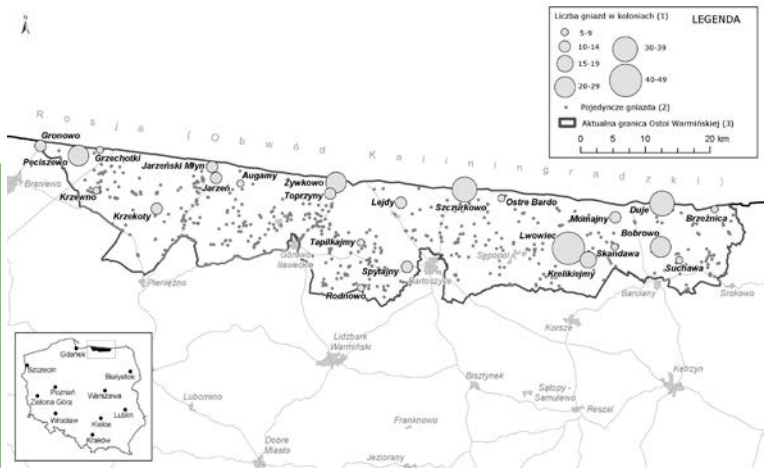 N
Liczba gniazd w koloniach (1)
LEGENDA
5-9
10-14
15-19
20-29
30-39
40-49
Pojedyncze gniazda (2)
Aktualna granica Ostoi Warmińskiej (3)
0 5 10 20 km
Rosja (Obwód Kaliningradzki)
Gronowo
Pęciszewo
Grzechotki
Jarzeński Młyn
Jarzeń
Augamy
Żywkowo
Toprzyny
Lejdy
Szczurkowo
Ostre Bardo
Momajny
Duje
Brzeźnica
Braniewo
Krzewno
Krzekoty
Lwowiec
Bobrowo
Skandawa
Tapilkajmy
Górowo
Iławeckie
Sępopol
Krelikiejmy
Suchawa
Spytajny
Bartoszyce
Rodnowo
Pieniężno
Barciany
Srokowo
Korsze
Lidzbark
Warmiński
Bisztynek
Kętrzyn
Sątopy -
Samulewo
Reszel
Lubomino
Franknowo
Dobre
Miasto
Jeziorany
Gdańsk
Szczecin
Białystok
Poznań
Warszawa
Zielona Góra
Lublin
Wrocław
Kielce
Kraków